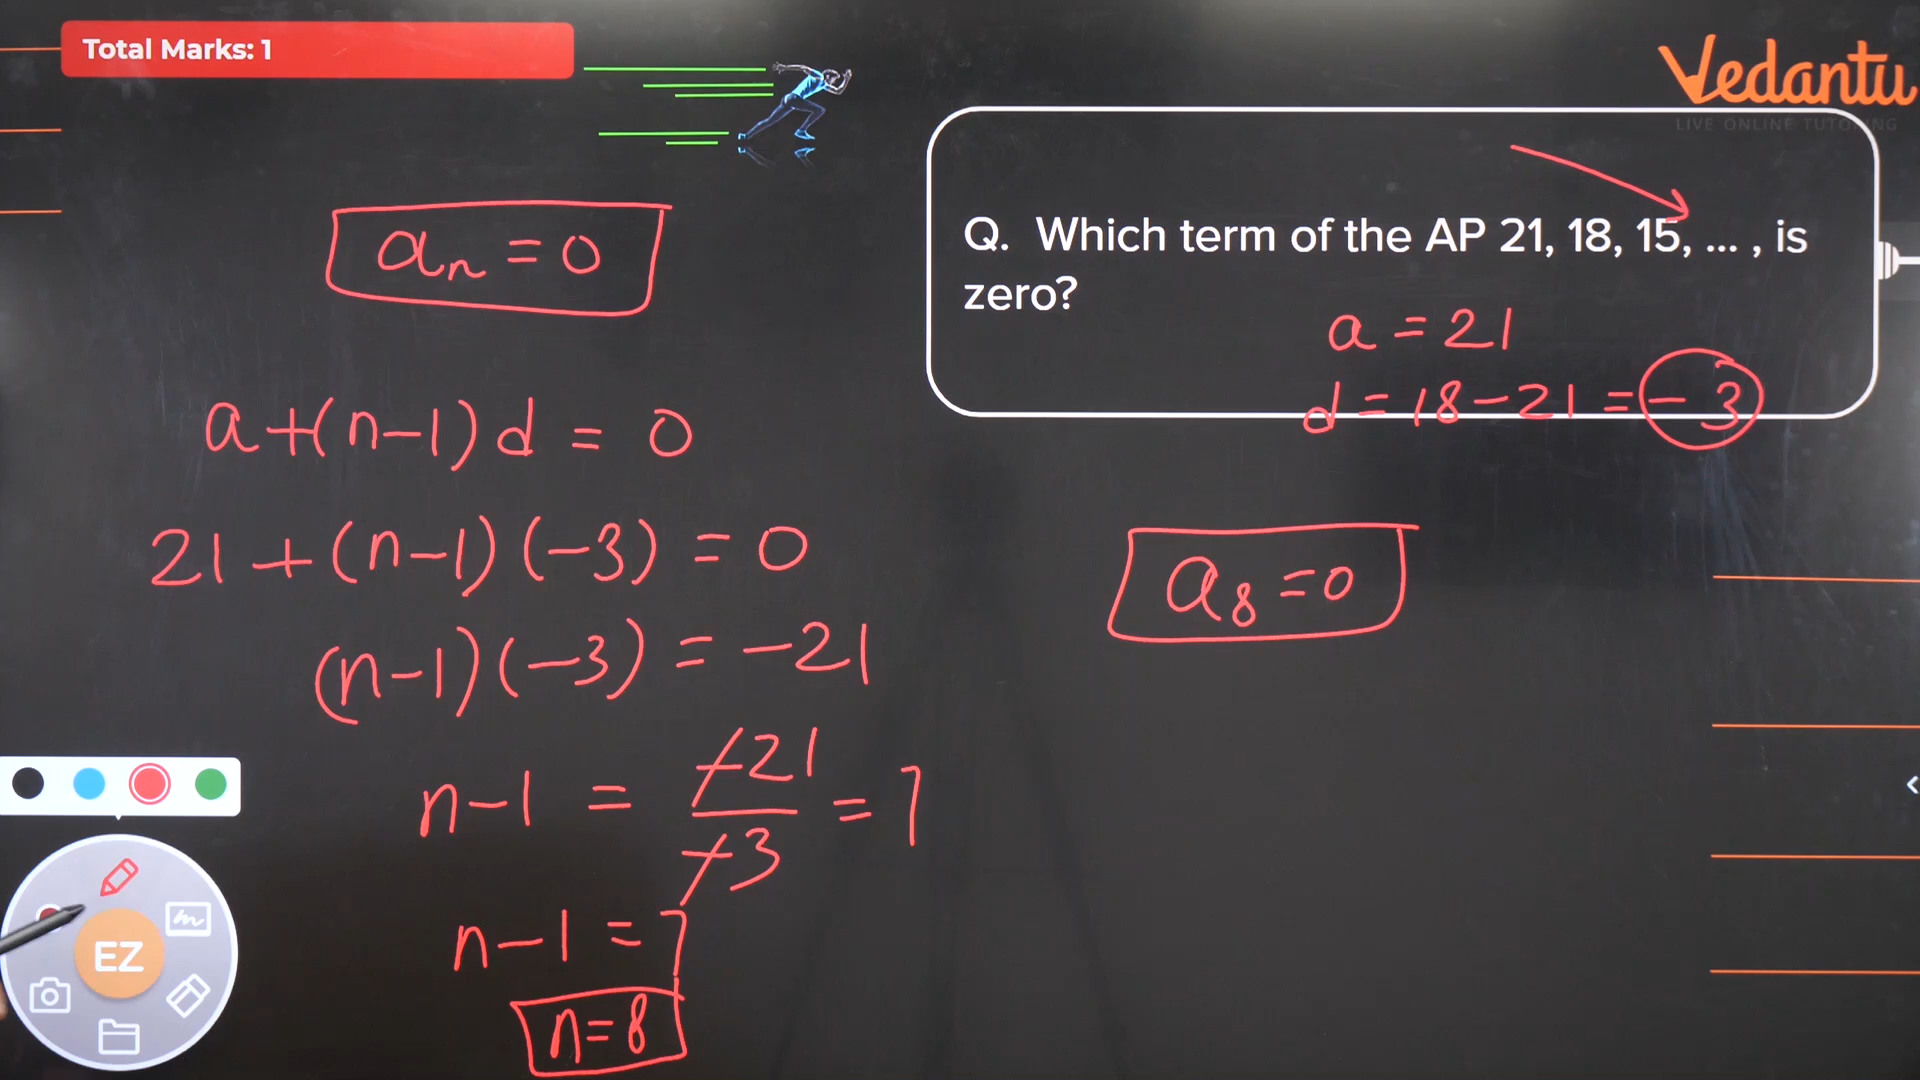 Total Marks: 1
Vedantu
LIVE ONLINE TUTORING
Q. Which term of the AP 21, 18, 15, ... , is
zero?
a = 21
d = 18 - 21 = - 3
aₙ = 0
a + (n - 1) d = 0
21 + (n - 1) (-3) = 0
(n - 1) (-3) = -21
n - 1 = -21/-3 = 7
n - 1 = 7
n = 8
a₈ = 0
EZ